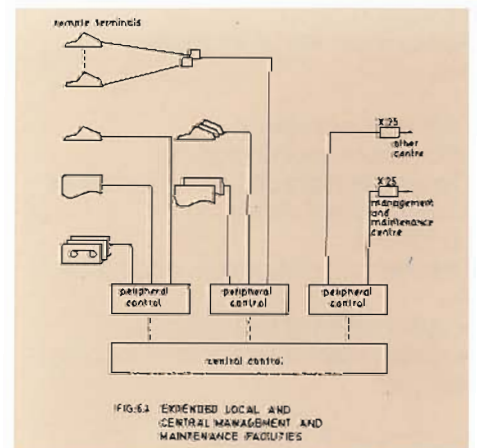 remote terminals
X.25
other
centre
X.25
management
and
maintenance
centre
peripheral
control
peripheral
control
peripheral
control
central control
FIG. 6.2 EXTENDED LOCAL AND
CENTRAL MANAGEMENT AND
MAINTENANCE FACILITIES